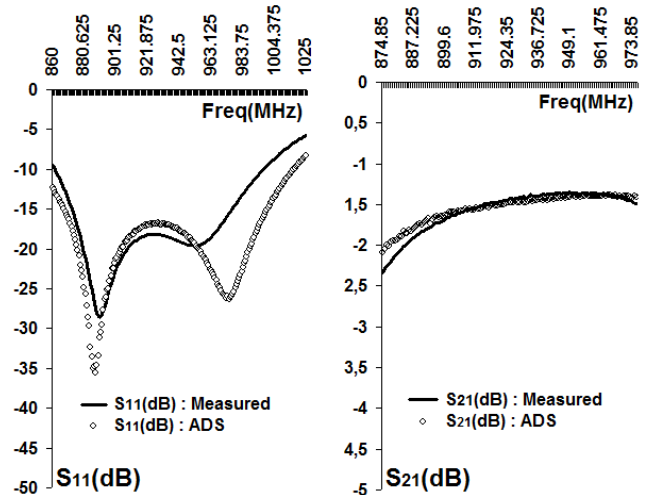 860 880.625 901.25 921.875 942.5 963.125 983.75 1004.375 1025
0
Freq(MHz)
-5
-10
-15
-20
-25
-30
-35
-40
-45
-50
S11(dB) : Measured
S11(dB) : ADS
S11(dB)
874.85 887.225 899.6 911.975 924.35 936.725 949.1 961.475 973.85
0
Freq(MHz)
0,5
-1
1,5
-2
2,5
-3
3,5
-4
4,5
-5
S21(dB) : Measured
S21(dB) : ADS
S21(dB)